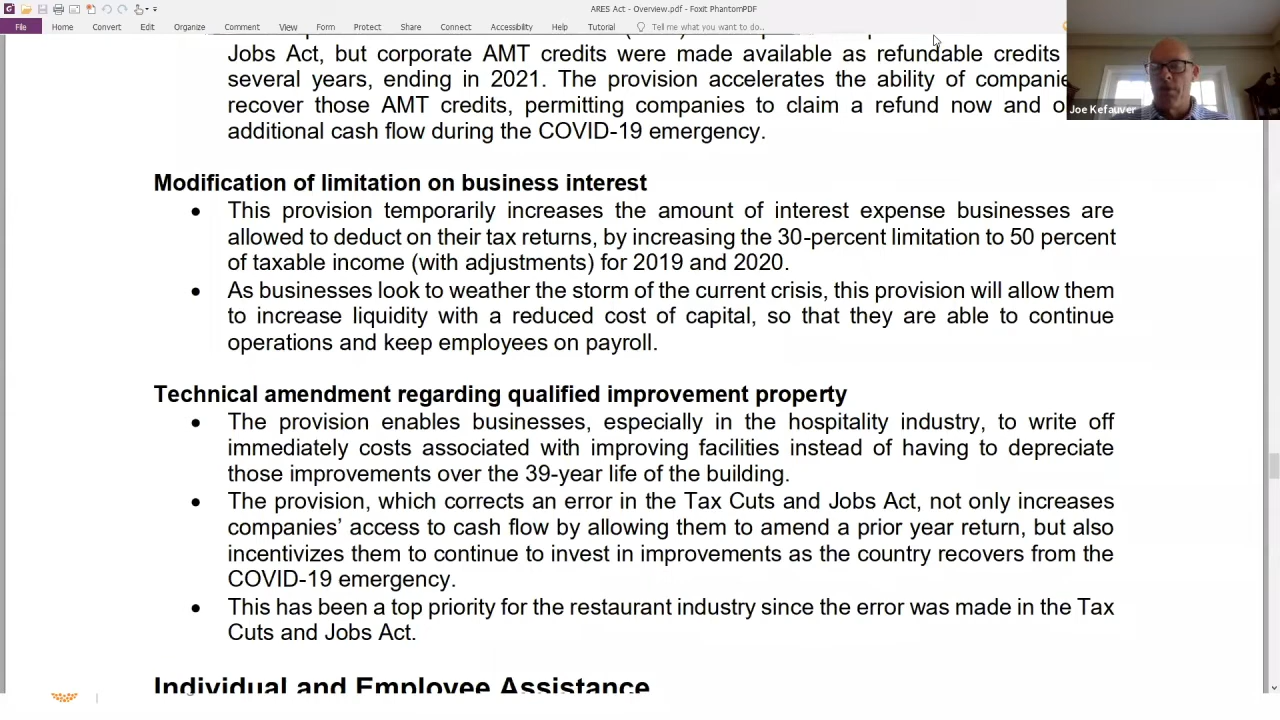 ARES Act - Overview.pdf - Foxit PhantomPDF
File Home Convert Edit Organize Comment View Form Protect Share Connect Accessibility Help Tutorial Tell me what you want to do..
Jobs Act, but corporate AMT credits were made available as refundable credits
several years, ending in 2021. The provision accelerates the ability of
recover those AMT credits, permitting companies to claim a refund now and
additional cash flow during the COVID-19 emergency.
Joe Kefauver
Modification of limitation on business interest
• This provision temporarily increases the amount of interest expense businesses are
allowed to deduct on their tax returns, by increasing the 30-percent limitation to 50 percent
of taxable income (with adjustments) for 2019 and 2020.
• As businesses look to weather the storm of the current crisis, this provision will allow them
to increase liquidity with a reduced cost of capital, so that they are able to continue
operations and keep employees on payroll.
Technical amendment regarding qualified improvement property
• The provision enables businesses, especially in the hospitality industry, to write off
immediately costs associated with improving facilities instead of having to depreciate
those improvements over the 39-year life of the building.
• The provision, which corrects an error in the Tax Cuts and Jobs Act, not only increases
companies’ access to cash flow by allowing them to amend a prior year return, but also
incentivizes them to continue to invest in improvements as the country recovers from the
COVID-19 emergency.
• This has been a top priority for the restaurant industry since the error was made in the Tax
Cuts and Jobs Act.
Individual and Employee Assistance